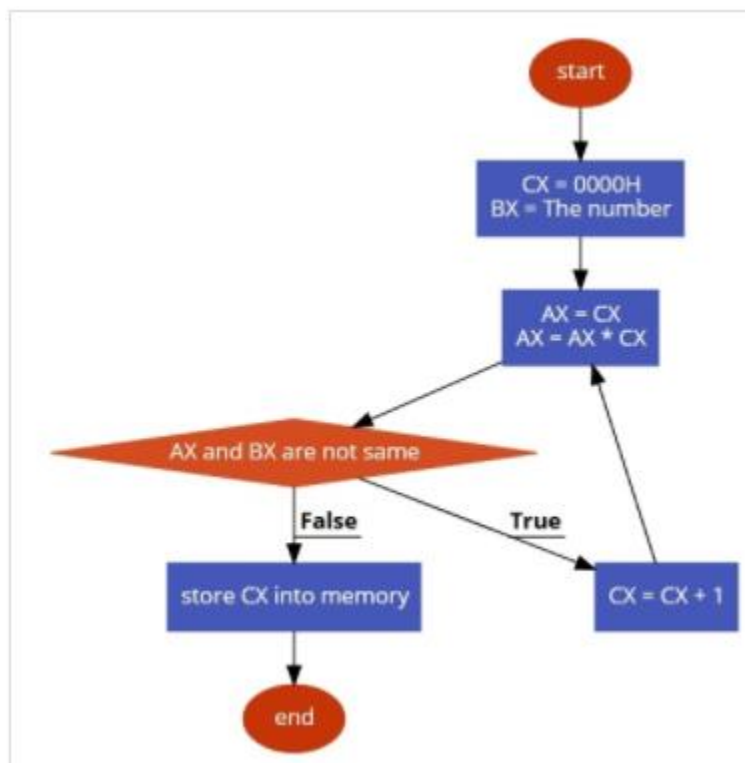 start
CX = 0000H
BX = The number
AX = CX
AX = AX * CX
AX and BX are not same
False
True
store CX into memory
CX = CX + 1
end